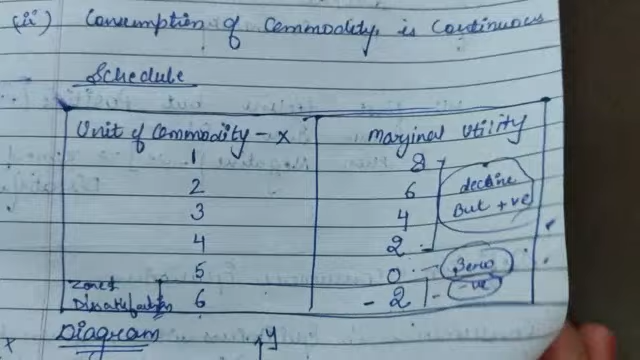 (ii) Consumption of Commodity is continuous
Schedule
Unit of Commodity - X Marginal Utility
1 8
2 6 decline
3 4 But +ve
4 2
5 0 Zero
Zone of
Dissatisfaction 6 - 2 -ve
Diagram y